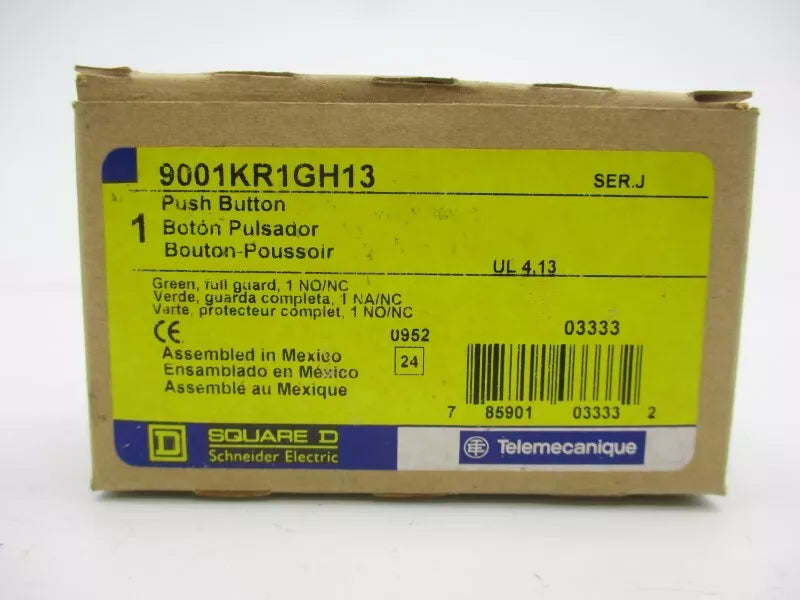 9001KR1GH13
SER.J
1
Push Button
Botón Pulsador
Bouton-Poussoir
UL 4,13
Green, full guard, 1 NO/NC
Verde, guarda completa, 1 NA/NC
Varte, protecteur complet, 1 NO/NC
CE
0952
03333
Assembled in Mexico
Ensamblado en México
Assemblé au Mexique
24
7 85901 03333 2
D
SQUARE D
Schneider Electric
TE Telemecanique